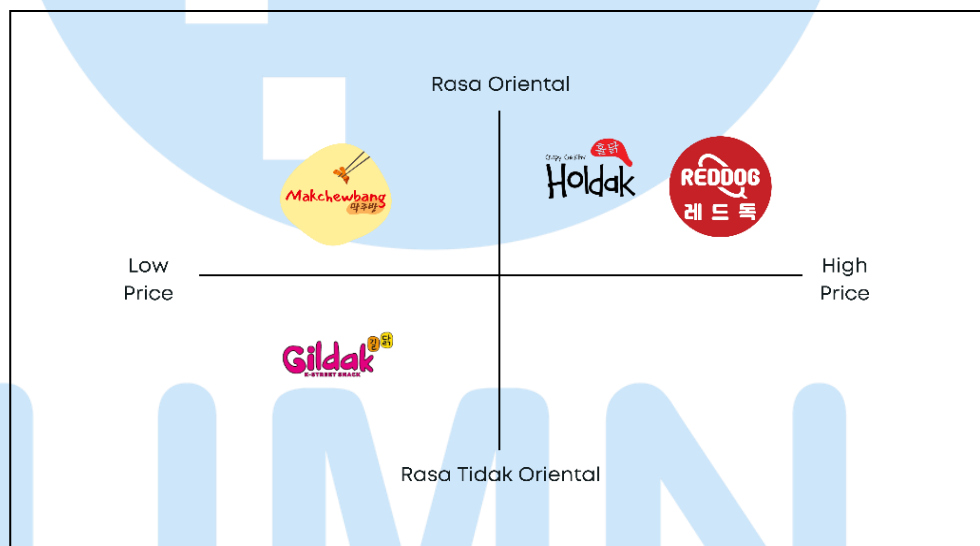 Rasa Oriental
Makchewbang
막추방
Crispy Chicken
홀닭
Holdak
REDDOG
레드독
Low
Price
High
Price
Gildak
길닭
K-STREET SNACK
Rasa Tidak Oriental
UMN